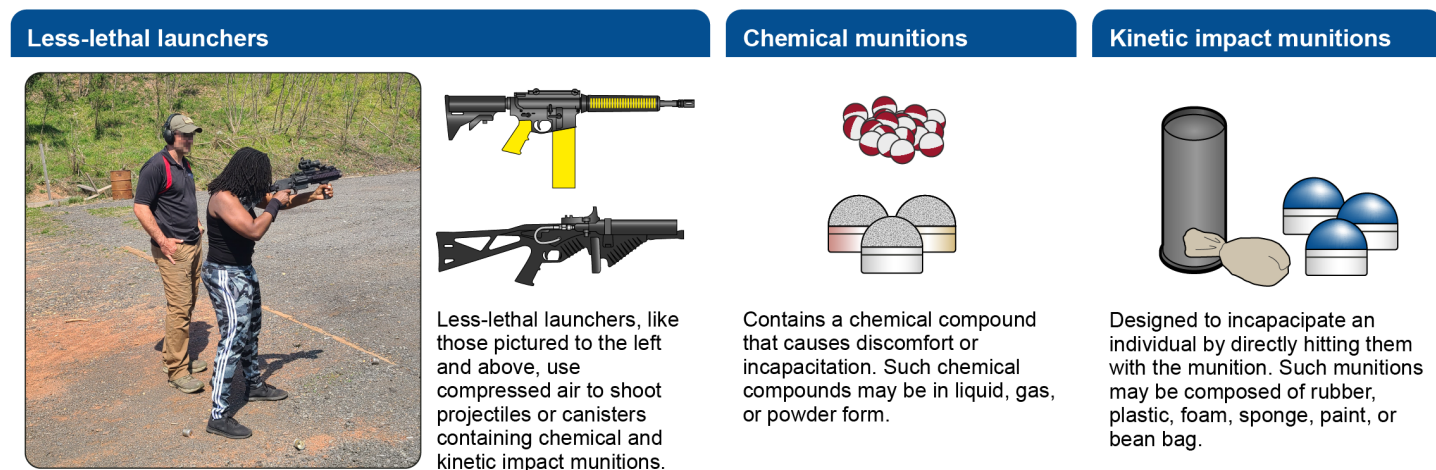 Less-lethal launchers
Less-lethal launchers, like
those pictured to the left
and above, use
compressed air to shoot
projectiles or canisters
containing chemical and
kinetic impact munitions.
Chemical munitions
Contains a chemical compound
that causes discomfort or
incapacitation. Such chemical
compounds may be in liquid, gas,
or powder form.
Kinetic impact munitions
Designed to incapacipate an
individual by directly hitting them
with the munition. Such munitions
may be composed of rubber,
plastic, foam, sponge, paint, or
bean bag.